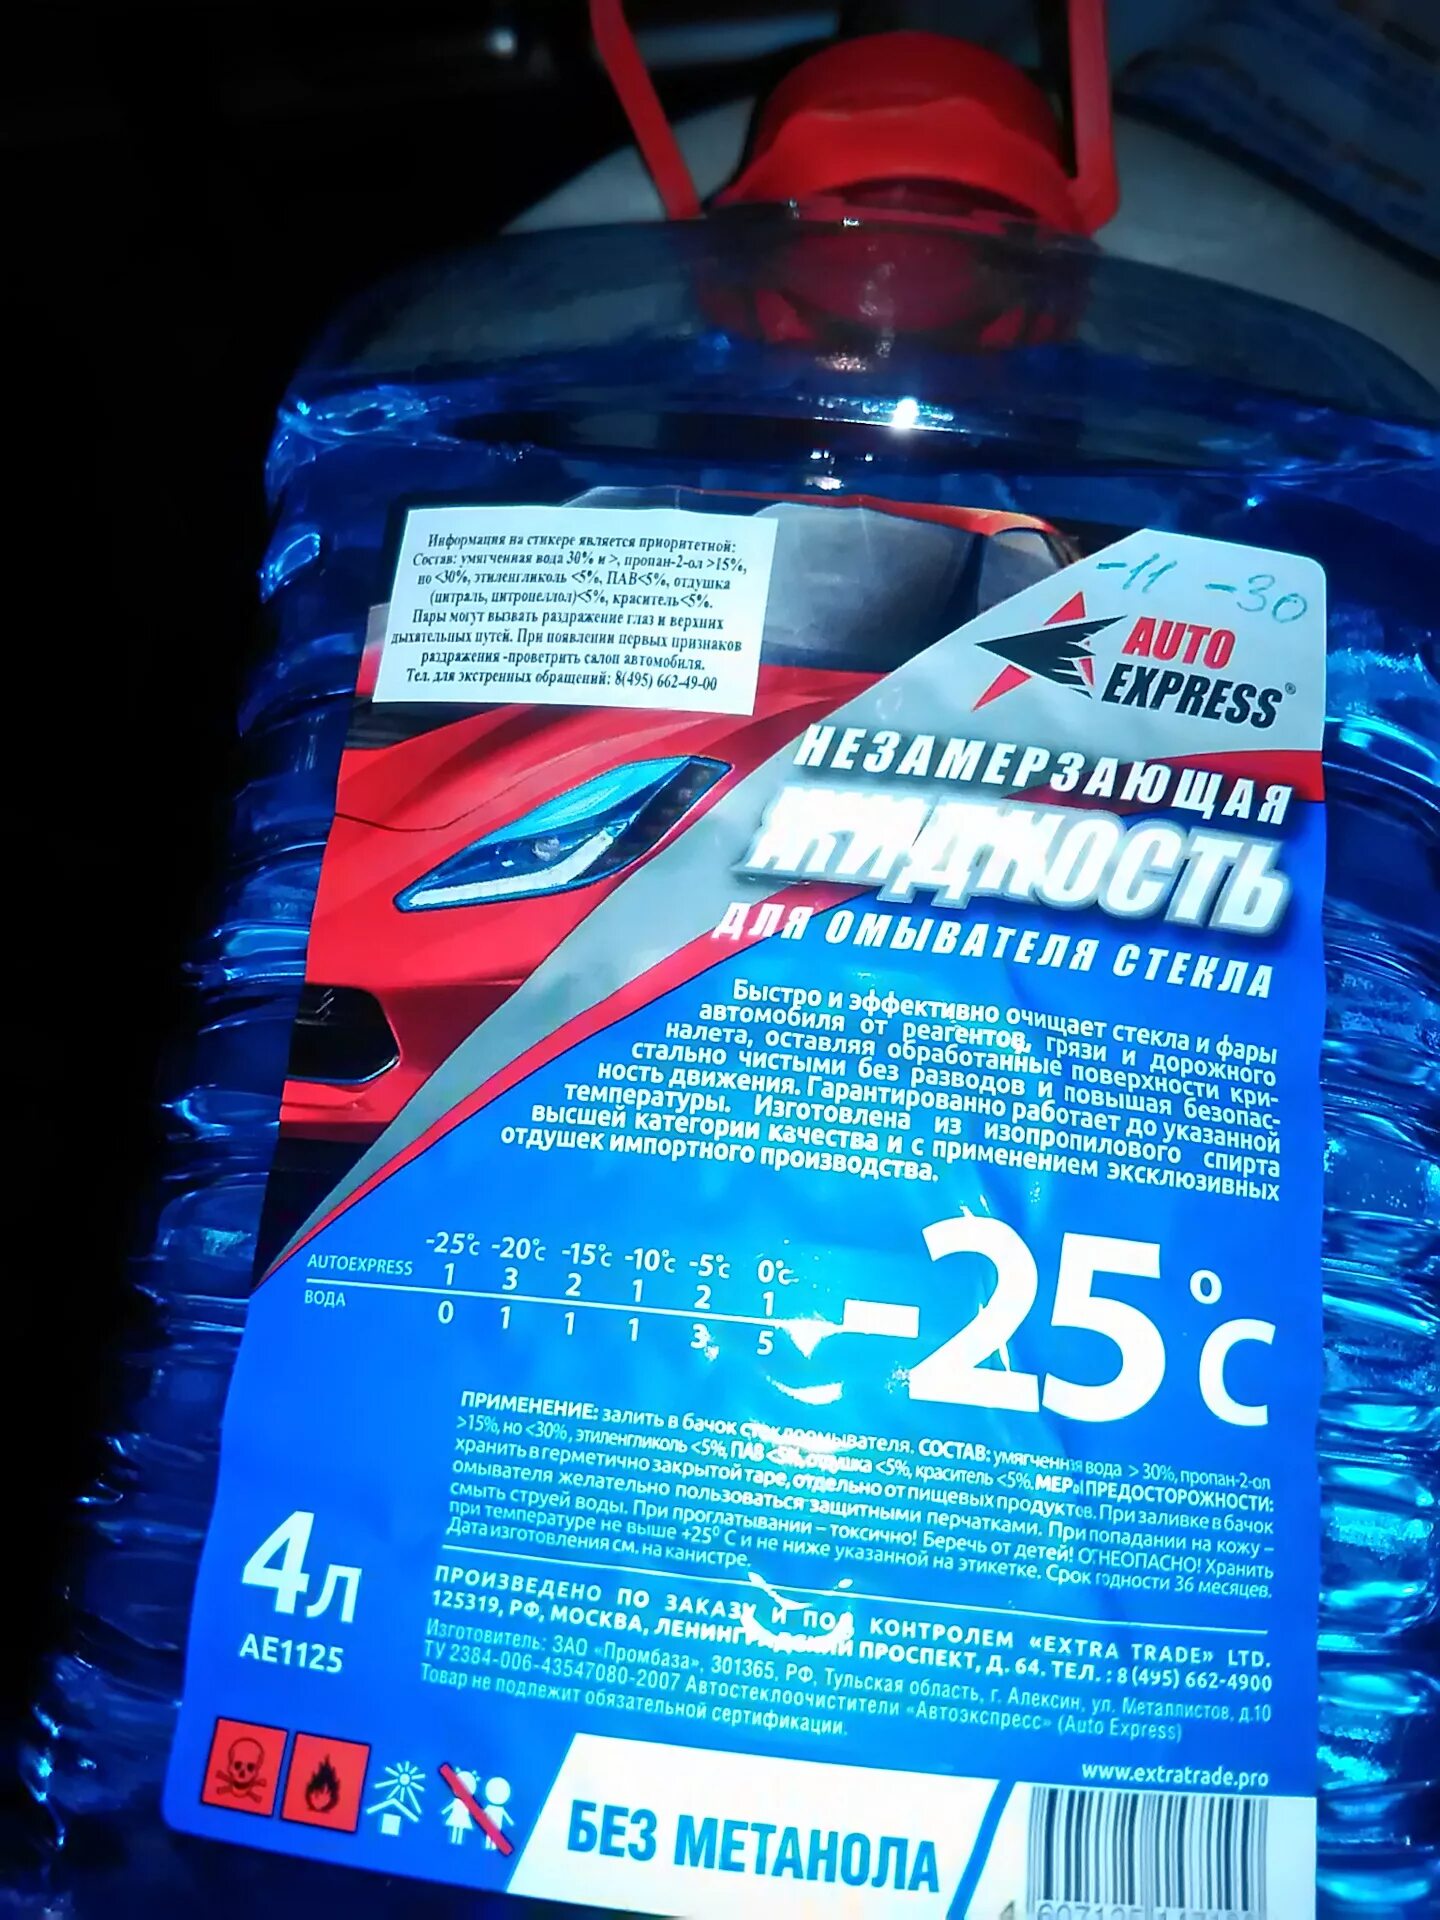 Информация на стикере является приоритетной:
Состав: умягченная вода 30% и >, пропан-2-ол >15%,
но <30%, этиленгликоль <5%, ПАВ<5%, отдушка
(цитраль, цитронеллол)<5%, краситель<5%.
Пары могут вызвать раздражение глаз и верхних
дыхательных путей. При появлении первых признаков
раздражения -проветрить салон автомобиля.
Тел. для экстренных обращений: 8(495) 662-49-00
-11 -30
AUTO
EXPRESS®
НЕЗАМЕРЗАЮЩАЯ
ЖИДКОСТЬ
ДЛЯ ОМЫВАТЕЛЯ СТЕКЛА
Быстро и эффективно очищает стекла и фары
автомобиля от реагентов, грязи и дорожного
налета, оставляя обработанные поверхности кри-
стально чистыми без разводов и повышая безопас-
ность движения. Гарантированно работает до указанной
температуры. Изготовлена из изопропилового спирта
высшей категории качества и с применением эксклюзивных
отдушек импортного производства.
-25°c -20°c -15°c -10°c -5°c 0°c
AUTOEXPRESS 1 3 2 1 2 1
ВОДА 0 1 1 1 3 5
-25°C
ПРИМЕНЕНИЕ: залить в бачок стеклоомывателя. СОСТАВ: умягченная вода > 30%, пропан-2-ол
>15%, но <30%, этиленгликоль <5%, ПАВ <5%, отдушка <5%, краситель <5%. МЕРЫ ПРЕДОСТОРОЖНОСТИ:
хранить в герметично закрытой таре, отдельно от пищевых продуктов. При заливке в бачок
омывателя желательно пользоваться защитными перчатками. При попадании на кожу –
смыть струей воды. При проглатывании – токсично! Беречь от детей! ОГНЕОПАСНО! Хранить
при температуре не выше +25⁰ С и не ниже указанной на этикетке. Срок годности 36 месяцев.
Дата изготовления см. на канистре.
4л
AE1125
ПРОИЗВЕДЕНО ПО ЗАКАЗУ И ПОД КОНТРОЛЕМ «EXTRA TRADE» LTD.
125319, РФ, МОСКВА, ЛЕНИНГРАДСКИЙ ПРОСПЕКТ, Д. 64. ТЕЛ. : 8 (495) 662-4900
Изготовитель: ЗАО «Промбаза», 301365, РФ, Тульская область, г. Алексин, ул. Металлистов, д.10
ТУ 2384-006-43547080-2007 Автостеклоочистители «Автоэкспресс» (Auto Express)
Товар не подлежит обязательной сертификации.
www.extratrade.pro
БЕЗ МЕТАНОЛА